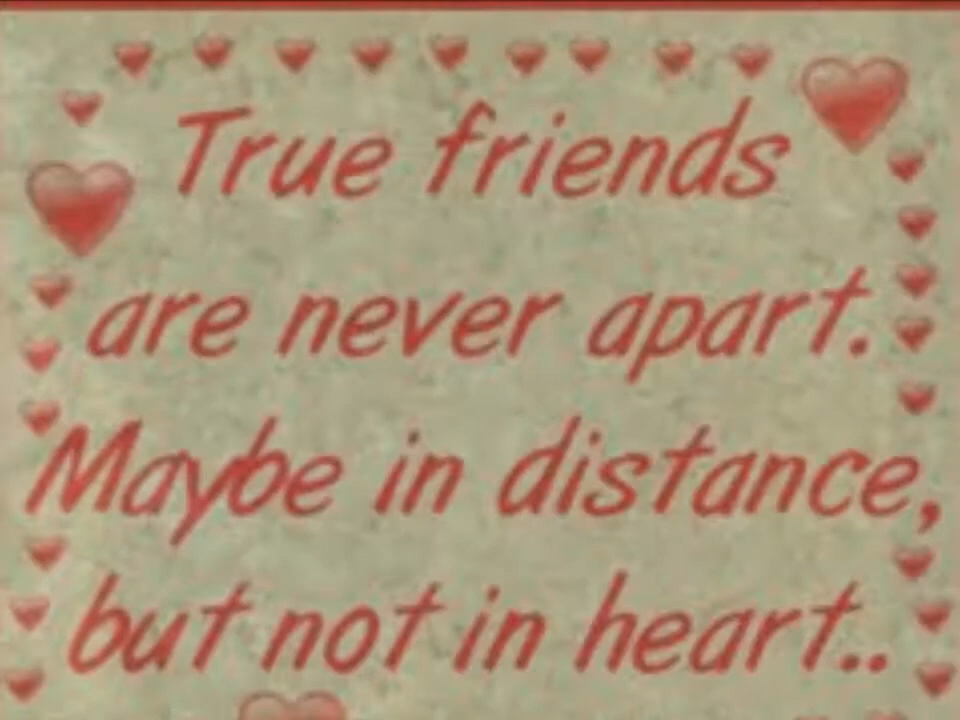 True friends
are never apart.
Maybe in distance,
but not in heart..